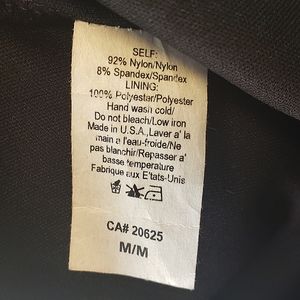 SELF:
92% Nylon/Nylon
8% Spandex/Spandex
LINING:
100% Polyester/Polyester
Hand wash cold/
Do not bleach/Low iron
Made in U.S.A./Laver a' la
main a l'eau-froide/Ne
pas blanchir/Repasser a'
basse temperature
Fabrique aux E'tats-Unis
CA# 20625
M/M